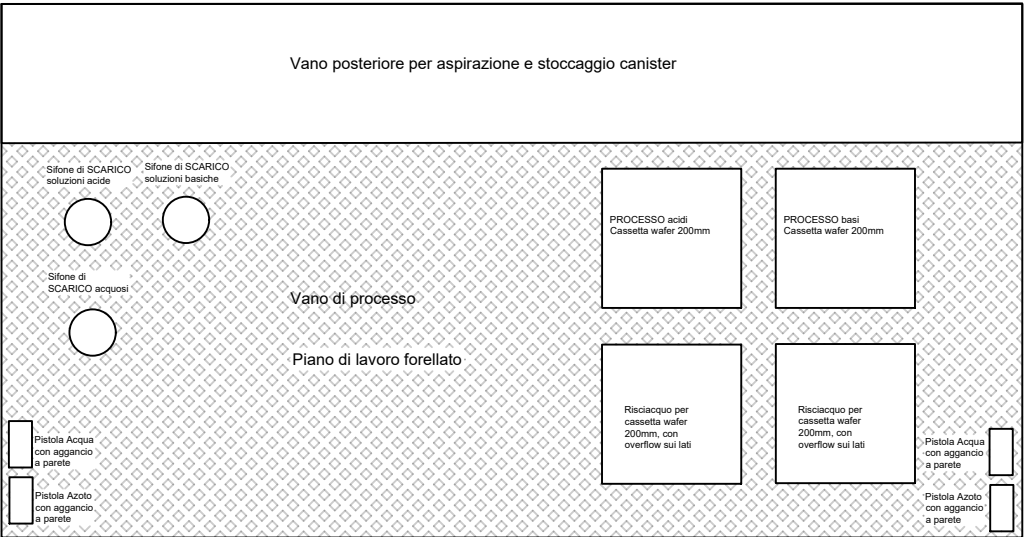 Vano posteriore per aspirazione e stoccaggio canister
Sifone di SCARICO
soluzioni acide
Sifone di SCARICO
soluzioni basiche
PROCESSO acidi
Cassetta wafer 200mm
PROCESSO basi
Cassetta wafer 200mm
Sifone di
SCARICO acquosi
Vano di processo
Piano di lavoro forellato
Risciacquo per
cassetta wafer
200mm, con
overflow sui lati
Risciacquo per
cassetta wafer
200mm, con
overflow sui lati
Pistola Acqua
con aggancio
a parete
Pistola Azoto
con aggancio
a parete
Pistola Acqua
con aggancio
a parete
Pistola Azoto
con aggancio
a parete